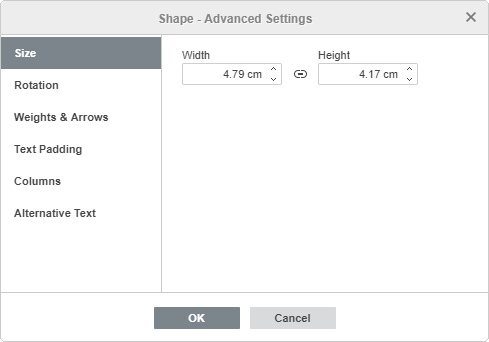 Shape - Advanced Settings
Size
Rotation
Weights & Arrows
Text Padding
Columns
Alternative Text
Width Height
4.79 cm 4.17 cm
OK Cancel